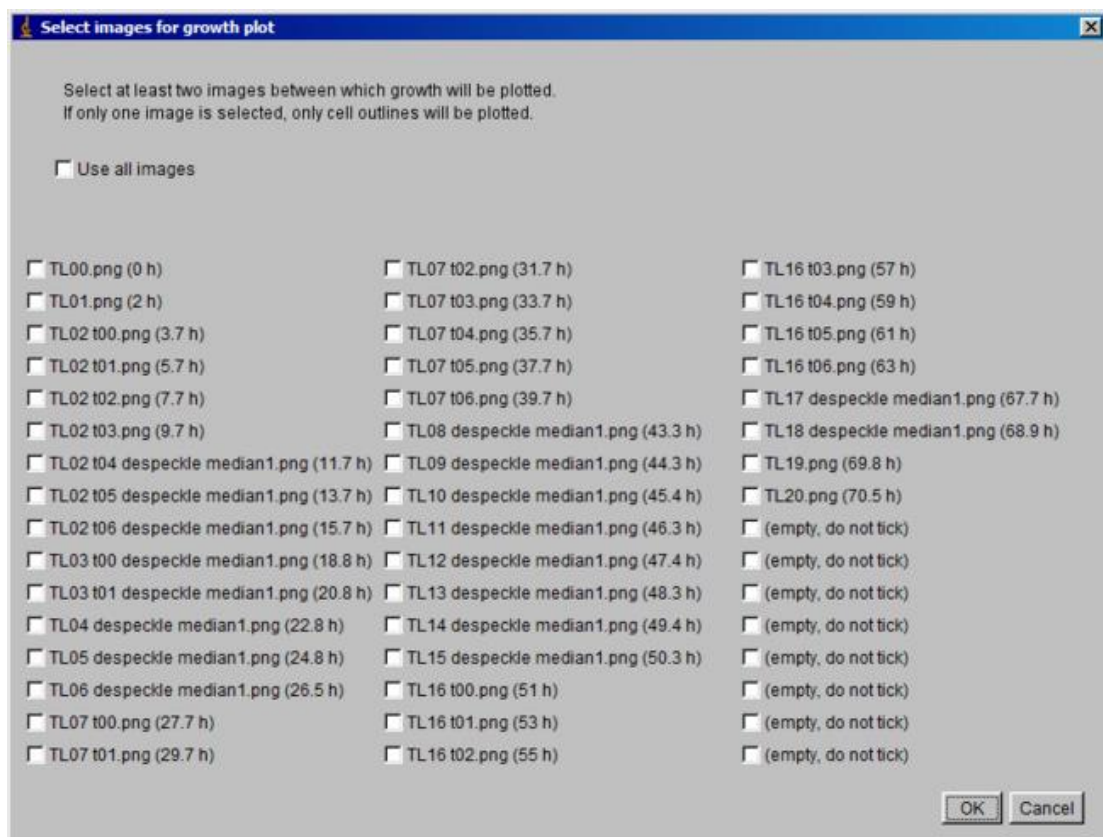 Select images for growth plot
Select at least two images between which growth will be plotted.
If only one image is selected, only cell outlines will be plotted.
Use all images
TL00.png (0 h)
TL01.png (2 h)
TL02 t00.png (3.7 h)
TL02 t01.png (5.7 h)
TL02 t02.png (7.7 h)
TL02 t03.png (9.7 h)
TL02 t04 despeckle median1.png (11.7 h)
TL02 t05 despeckle median1.png (13.7 h)
TL02 t06 despeckle median1.png (15.7 h)
TL03 t00 despeckle median1.png (18.8 h)
TL03 t01 despeckle median1.png (20.8 h)
TL04 despeckle median1.png (22.8 h)
TL05 despeckle median1.png (24.8 h)
TL06 despeckle median1.png (26.5 h)
TL07 t00.png (27.7 h)
TL07 t01.png (29.7 h)
TL07 t02.png (31.7 h)
TL07 t03.png (33.7 h)
TL07 t04.png (35.7 h)
TL07 t05.png (37.7 h)
TL07 t06.png (39.7 h)
TL08 despeckle median1.png (43.3 h)
TL09 despeckle median1.png (44.3 h)
TL10 despeckle median1.png (45.4 h)
TL11 despeckle median1.png (46.3 h)
TL12 despeckle median1.png (47.4 h)
TL13 despeckle median1.png (48.3 h)
TL14 despeckle median1.png (49.4 h)
TL15 despeckle median1.png (50.3 h)
TL16 t00.png (51 h)
TL16 t01.png (53 h)
TL16 t02.png (55 h)
TL16 t03.png (57 h)
TL16 t04.png (59 h)
TL16 t05.png (61 h)
TL16 t06.png (63 h)
TL17 despeckle median1.png (67.7 h)
TL18 despeckle median1.png (68.9 h)
TL19.png (69.8 h)
TL20.png (70.5 h)
(empty, do not tick)
(empty, do not tick)
(empty, do not tick)
(empty, do not tick)
(empty, do not tick)
(empty, do not tick)
(empty, do not tick)
(empty, do not tick)
OK Cancel